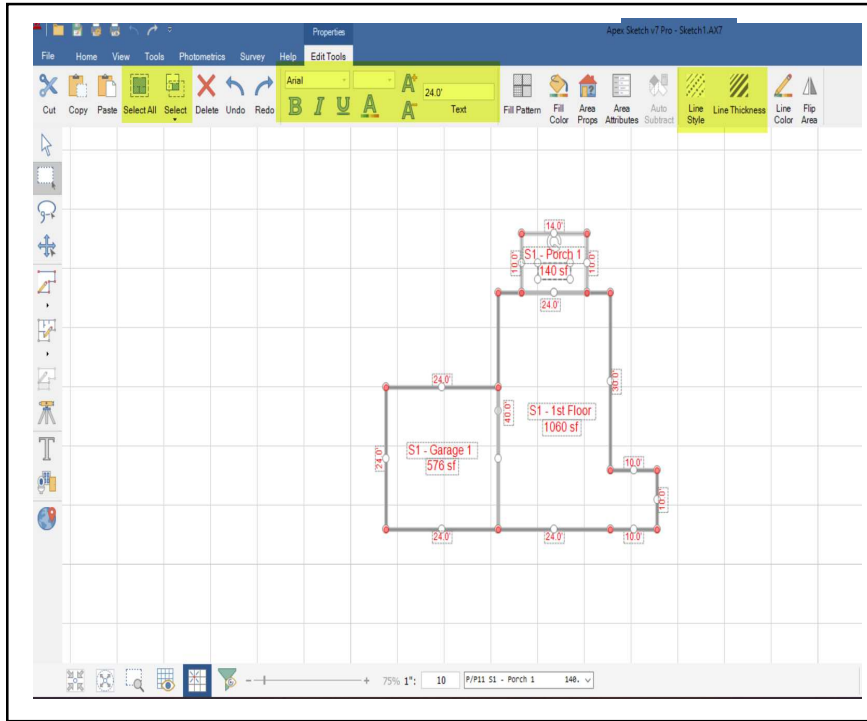 Properties
Apex Sketch v7 Pro - Sketch1.AX7
File Home View Tools Photometrics Survey Help Edit Tools
Arial
24.0'
B I U A A A
Text
Cut Copy Paste Select All Select Delete Undo Redo
Fill Pattern
Fill Color
Area Props
Area Attributes
Auto Subtract
Line Style
Line Thickness
Line Color
Flip Area
T
14.0'
10.0'
S1 - Porch 1
10.0'
140 sf
24.0'
24.0'
30.0'
40.0'
S1 - 1st Floor
1060 sf
24.0'
S1 - Garage 1
576 sf
10.0'
10.0'
24.0'
24.0'
10.0'
75% 1": 10 P/P11 S1 - Porch 1 140.